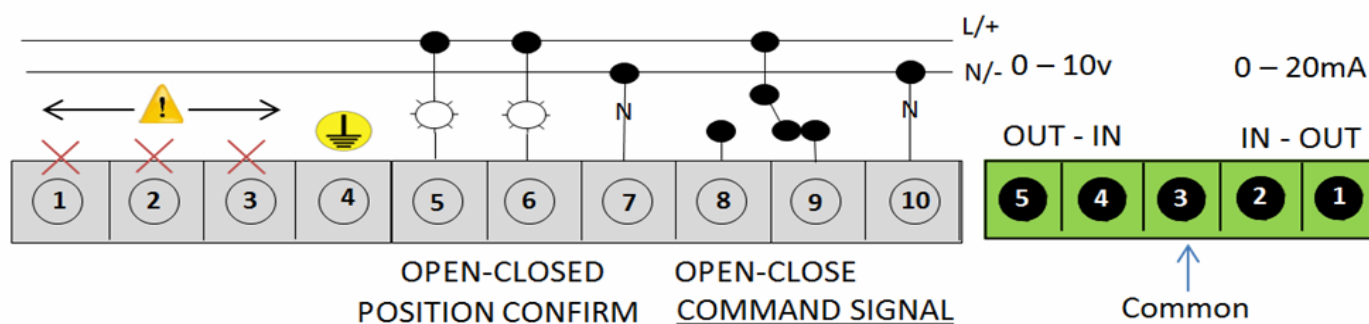 L/+
N/-
0 – 10v
0 – 20mA
!
N
N
OUT - IN
IN - OUT
1 2 3 4 5 6 7 8 9 10
5 4 3 2 1
OPEN-CLOSED
POSITION CONFIRM
OPEN-CLOSE
COMMAND SIGNAL
Common